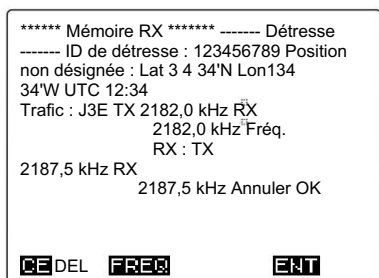 ****** Mémoire RX ******* ------- Détresse
------- ID de détresse : 123456789 Position
non désignée : Lat 3 4 34'N Lon134
34'W UTC 12:34
Trafic : J3E TX 2182,0 kHz RX
2182,0 kHz Fréq.
RX : TX
2187,5 kHz RX
2187,5 kHz Annuler OK
CE DEL FREQ ENT